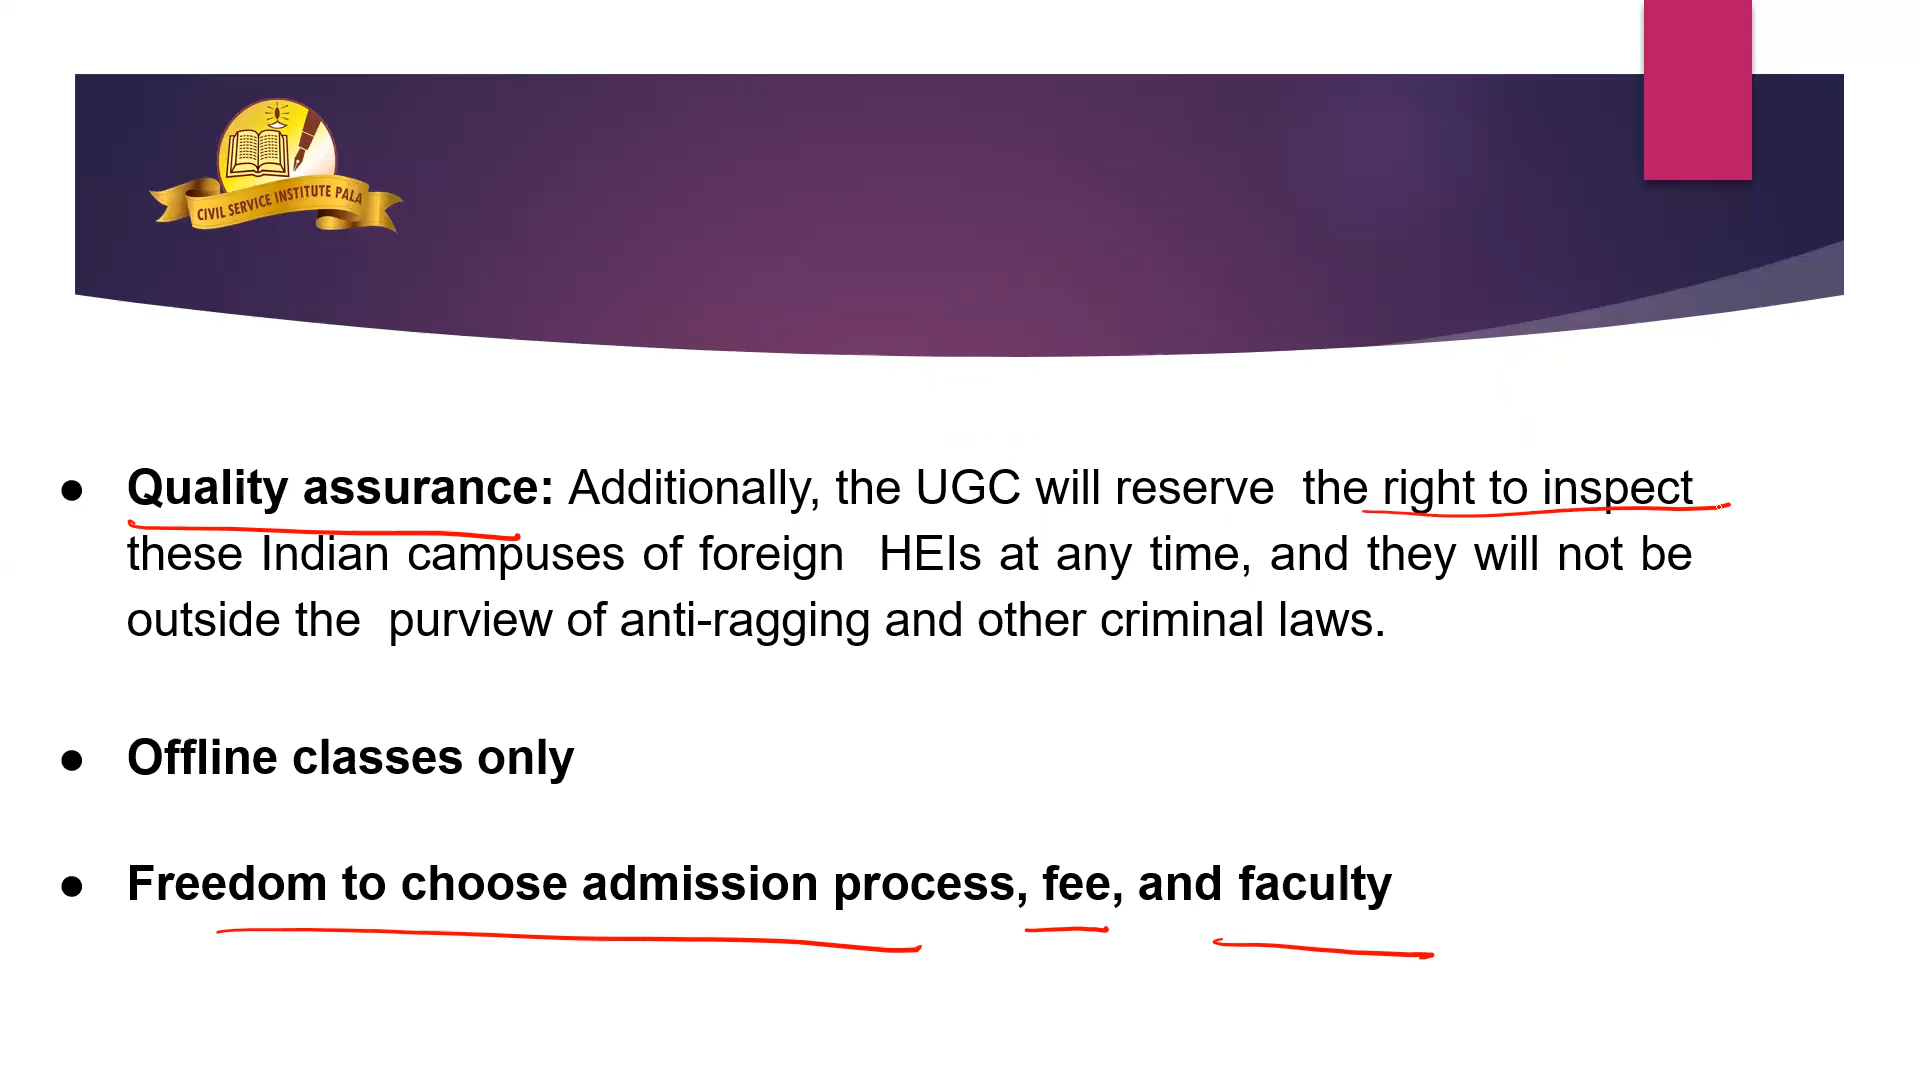 CIVIL SERVICE INSTITUTE PALA
● Quality assurance: Additionally, the UGC will reserve the right to inspect
these Indian campuses of foreign HEIs at any time, and they will not be
outside the purview of anti-ragging and other criminal laws.
● Offline classes only
● Freedom to choose admission process, fee, and faculty